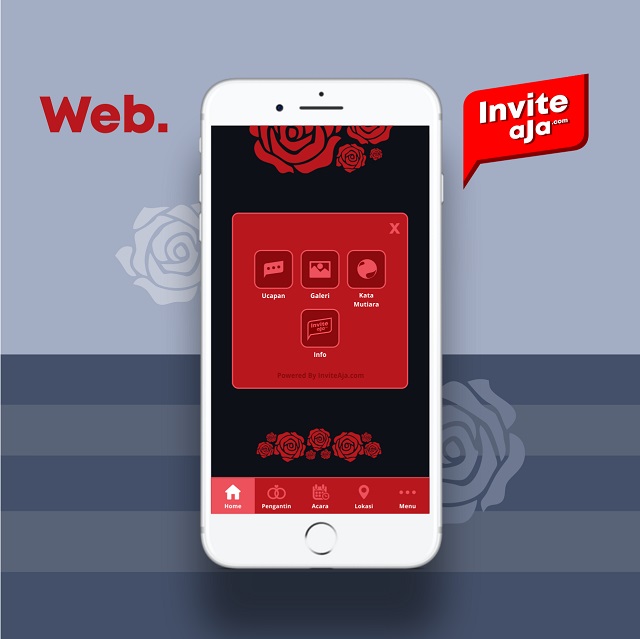 Web.
Invite
aja.com
X
Ucapan
Galeri
Kata
Mutiara
Invite
aja
Info
Powered By InviteAja.com
Home
Pengantin
Acara
Lokasi
Menu